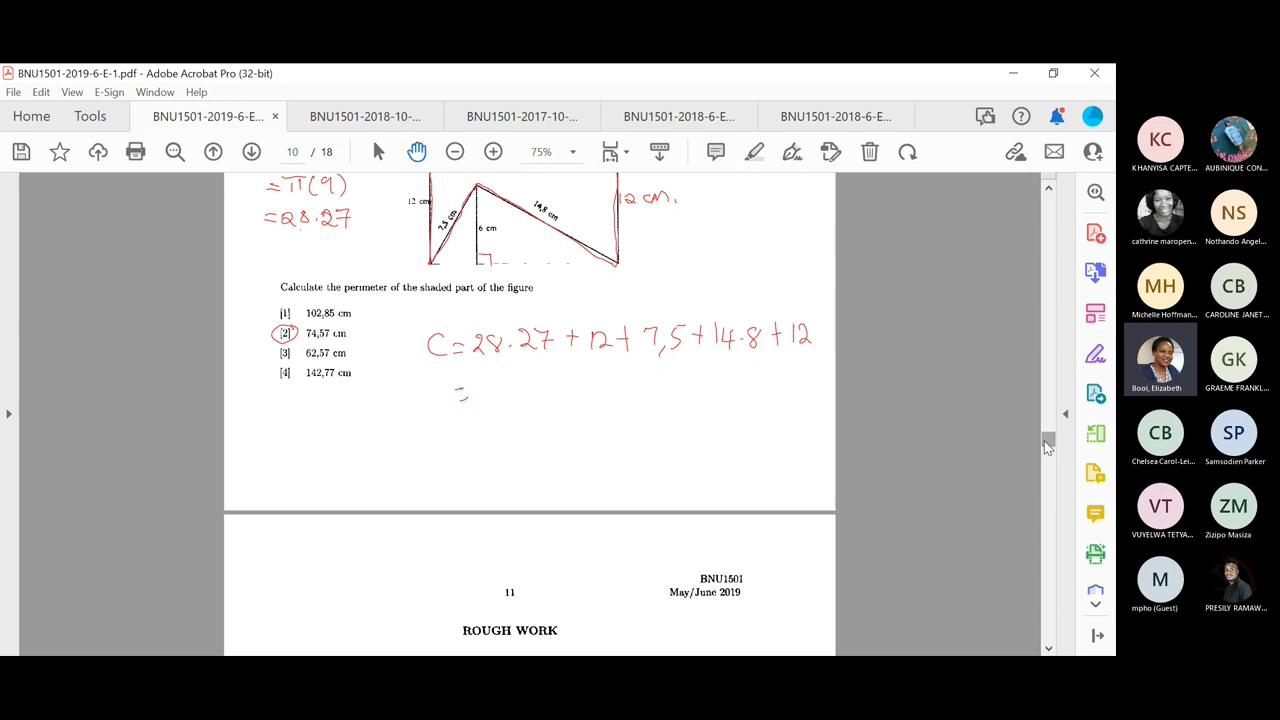 BNU1501-2019-6-E-1.pdf - Adobe Acrobat Pro (32-bit)
File Edit View E-Sign Window Help
Home Tools BNU1501-2019-6-E... × BNU1501-2018-10-... BNU1501-2017-10-... BNU1501-2018-6-E... BNU1501-2018-6-E...
10 / 18 75%
= π(9)
= 28.27
12 cm
7,5 cm
6 cm
14,8 cm
12 cm.
Calculate the perimeter of the shaded part of the figure
[1] 102,85 cm
[2] 74,57 cm
[3] 62,57 cm
[4] 142,77 cm
C = 28.27 + 12 + 7,5 + 14.8 + 12
=
BNU1501
11 May/June 2019
ROUGH WORK
KC
KHANYISA CAPTE...
AUBINIQUE CON...
cathrine maropen...
NS
Nothando Angel...
MH
Michelle Hoffman...
CB
CAROLINE JANET...
Booi, Elizabeth
GK
GRAEME FRANKL...
CB
Chelsea Carol-Lei...
SP
Samsodien Parker
VT
VUYELWA TETYA...
ZM
Zizipo Masiza
M
mpho (Guest)
PRESILY RAMAW...